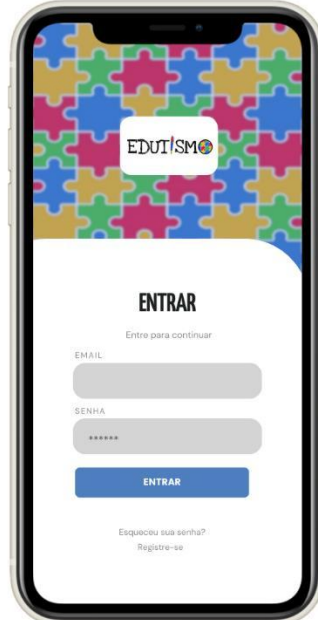 EDUTISMO
ENTRAR
Entre para continuar
EMAIL
SENHA
******
ENTRAR
Esqueceu sua senha?
Registre-se